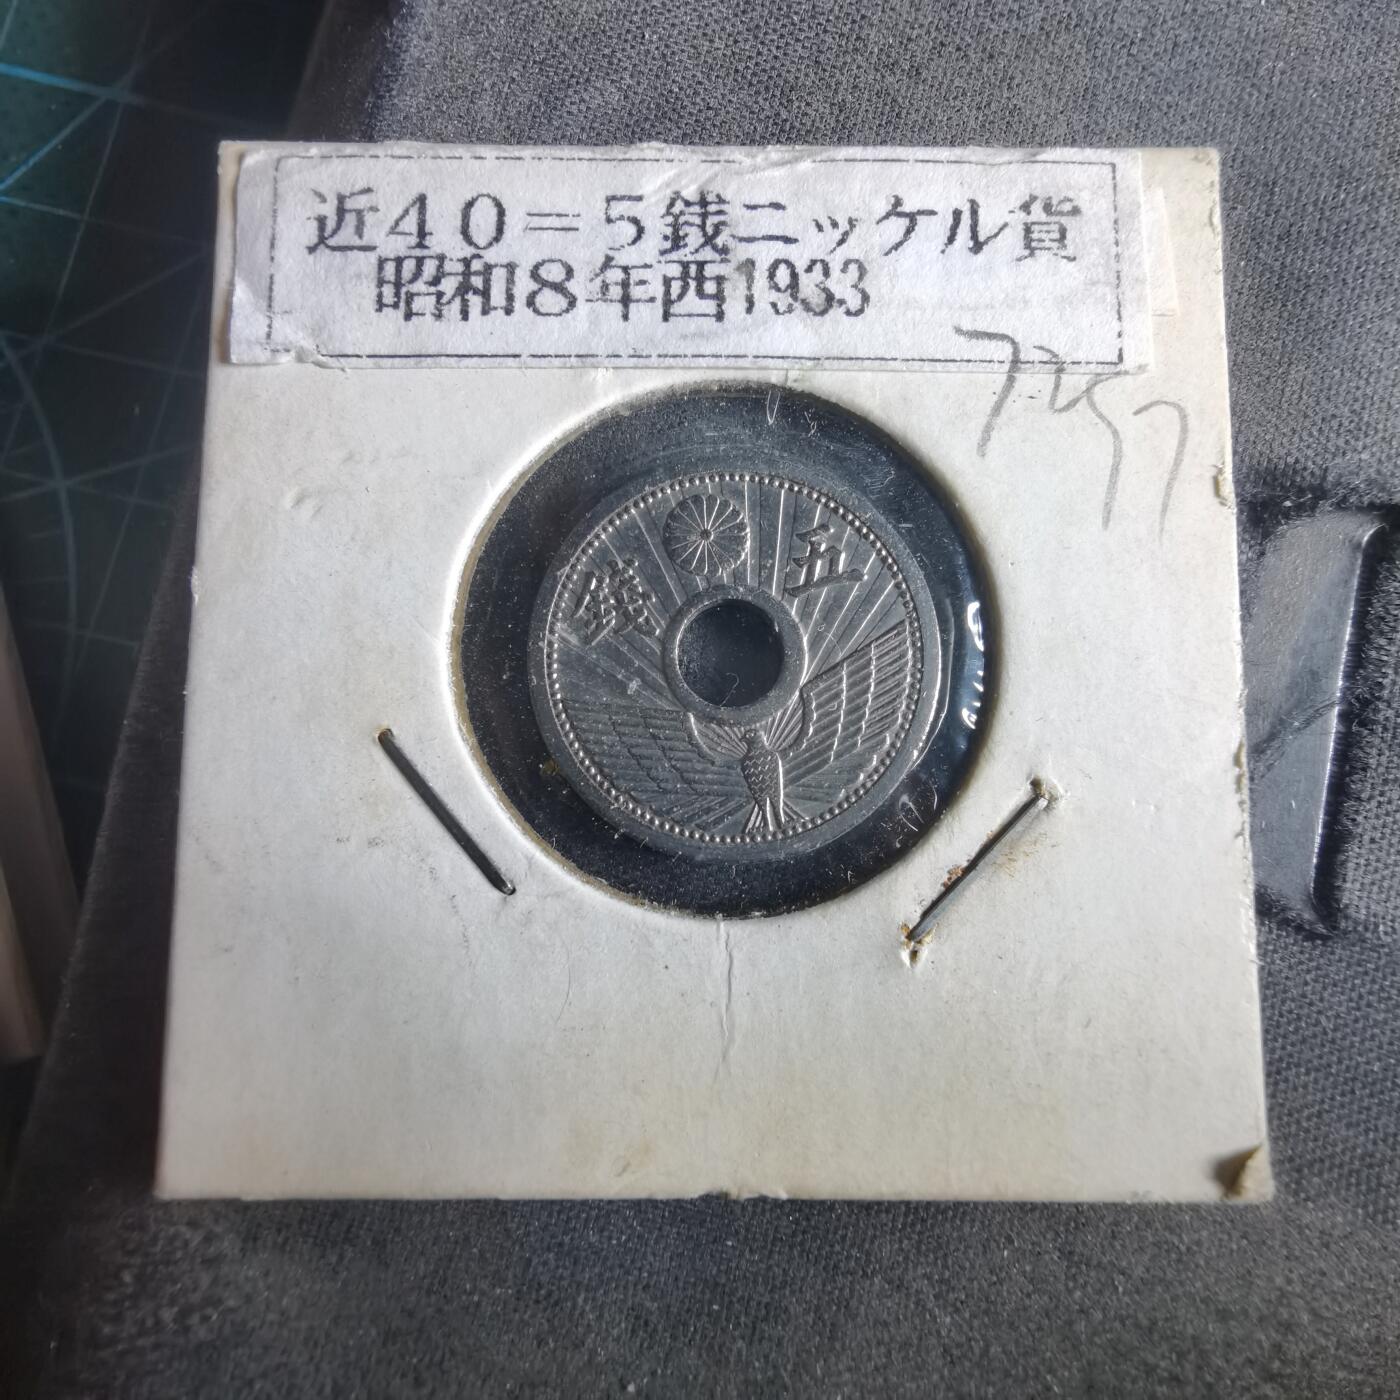 近40=5銭ニッケル貨
昭和8年西1933
五
錢